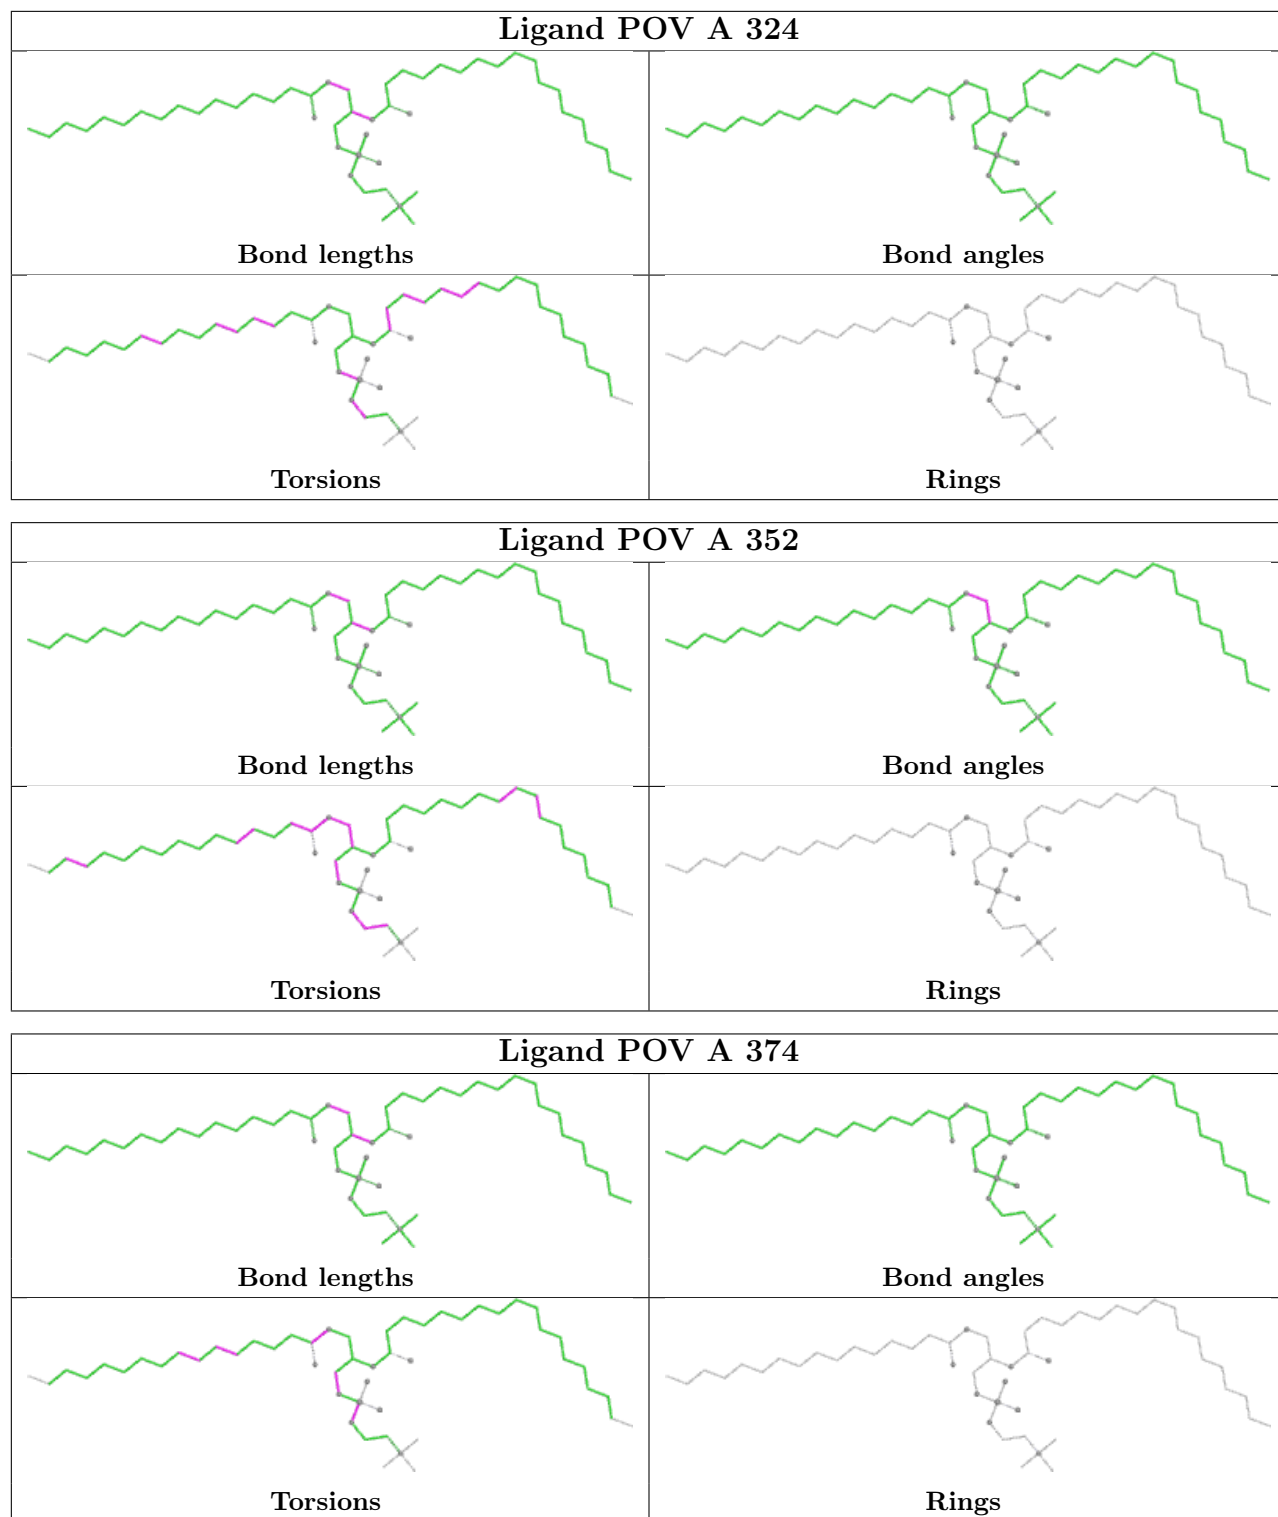 Ligand POV A 324
Bond lengths
Bond angles
Torsions
Rings
Ligand POV A 352
Bond lengths
Bond angles
Torsions
Rings
Ligand POV A 374
Bond lengths
Bond angles
Torsions
Rings